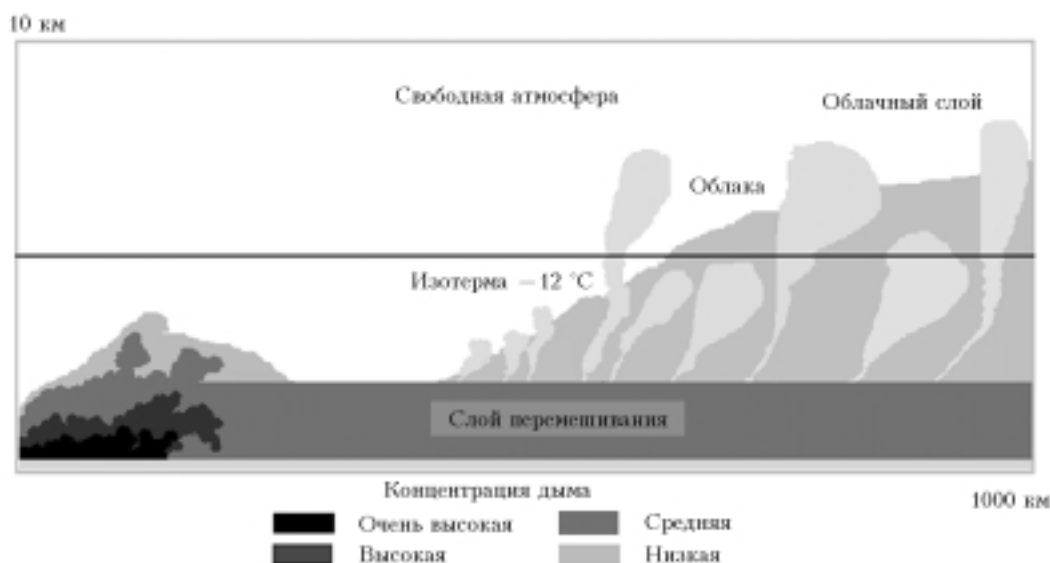 10 км
Свободная атмосфера
Облачный слой
Облака
Изотерма −12 °C
Слой перемешивания
Концентрация дыма
1000 км
Очень высокая
Средняя
Высокая
Низкая